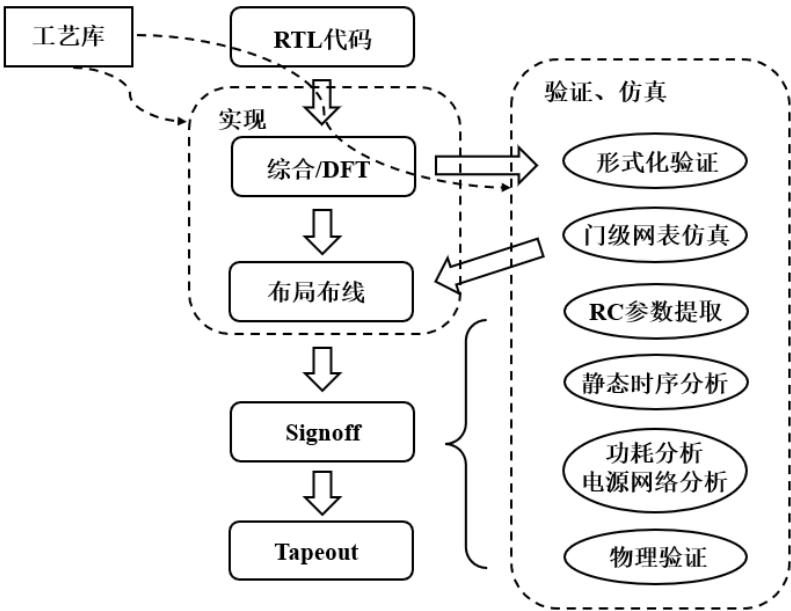 工艺库
RTL代码
实现
综合/DFT
布局布线
Signoff
Tapeout
验证、仿真
形式化验证
门级网表仿真
RC参数提取
静态时序分析
功耗分析
电源网络分析
物理验证